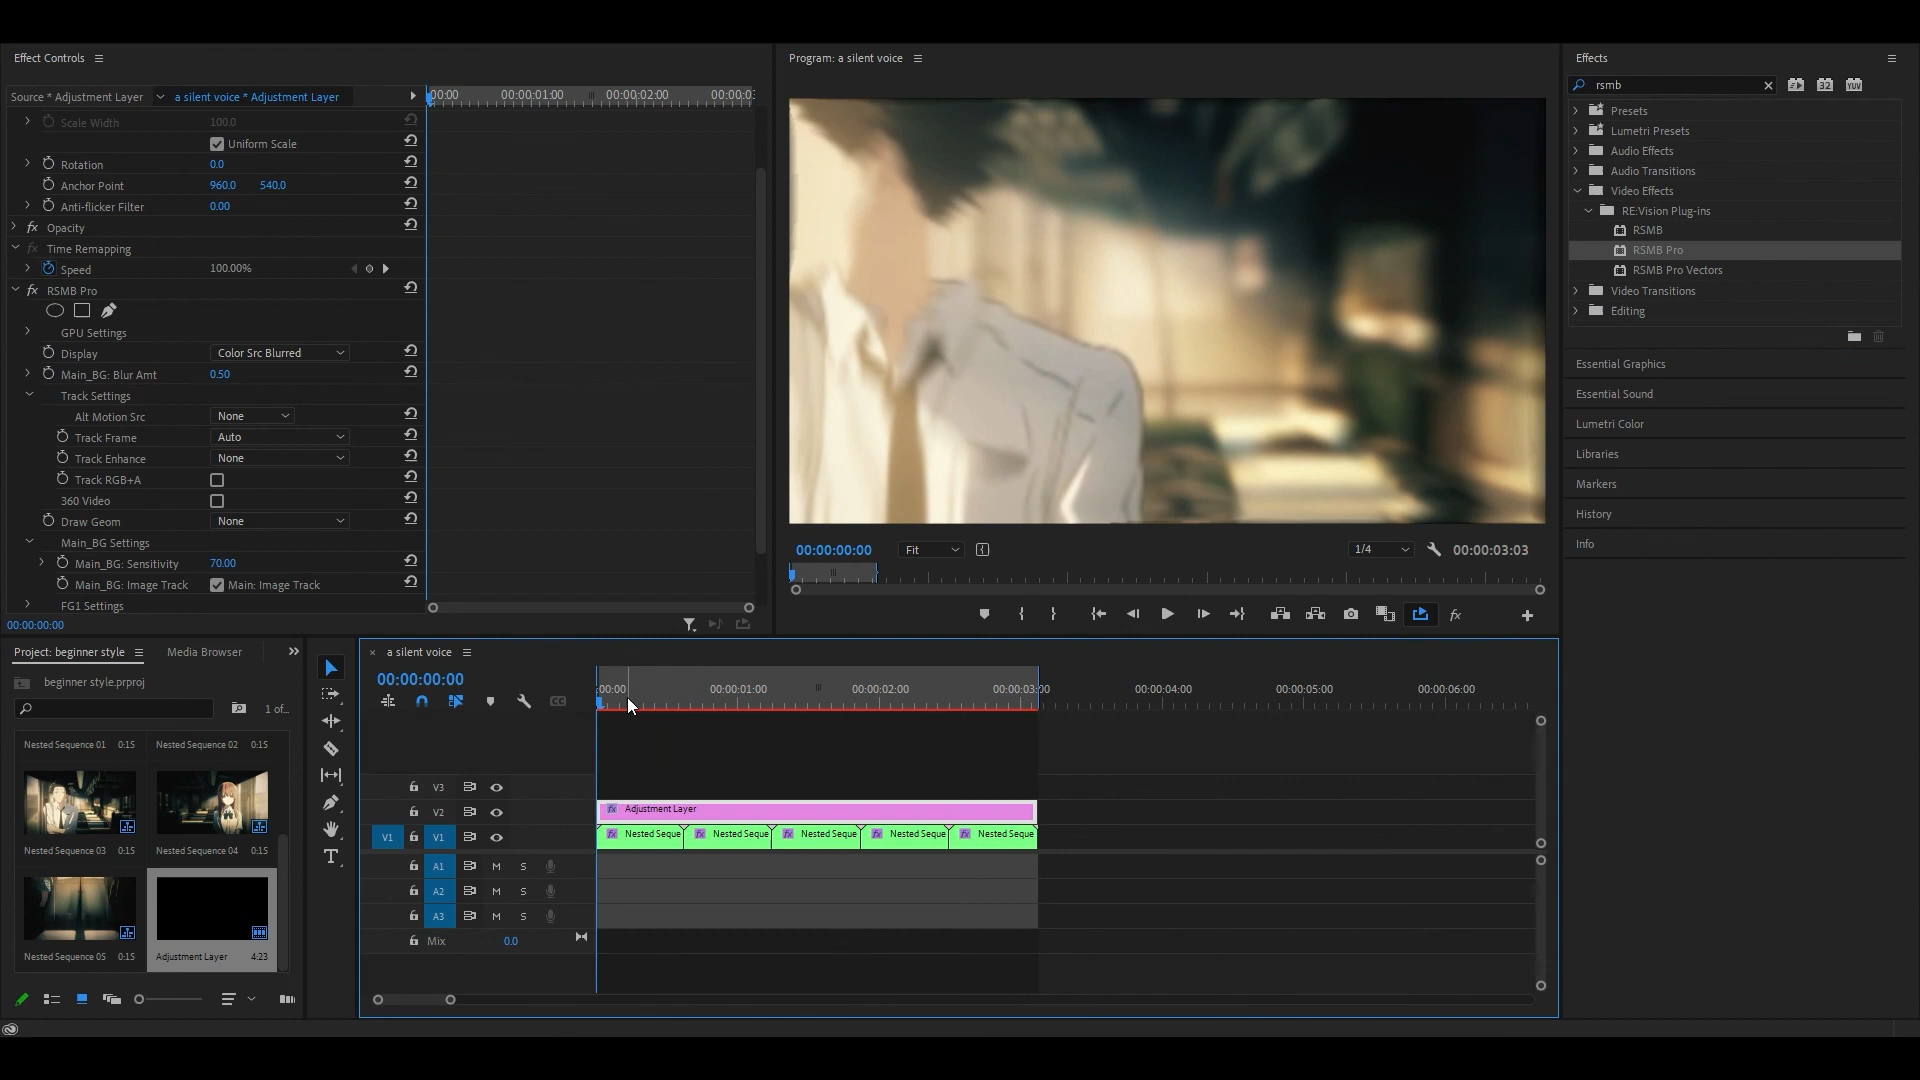 Effect Controls
Source * Adjustment Layer
a silent voice * Adjustment Layer
:00:00
00:00:01:00
00:00:02:00
00:00:0
Scale Width
100.0
Uniform Scale
Rotation
0.0
Anchor Point
960.0
540.0
Anti-flicker Filter
0.00
fx
Opacity
fx
Time Remapping
Speed
100.00%
fx
RSMB Pro
GPU Settings
Display
Color Src Blurred
Main_BG: Blur Amt
0.50
Track Settings
Alt Motion Src
None
Track Frame
Auto
Track Enhance
None
Track RGB+A
360 Video
Draw Geom
None
Main_BG Settings
Main_BG: Sensitivity
70.00
Main_BG: Image Track
Main: Image Track
FG1 Settings
00:00:00:00
Program: a silent voice
00:00:00:00
Fit
1/4
00:00:03:03
fx
Effects
rsmb
32
YUV
Presets
Lumetri Presets
Audio Effects
Audio Transitions
Video Effects
RE:Vision Plug-ins
RSMB
RSMB Pro
RSMB Pro Vectors
Video Transitions
Editing
Essential Graphics
Essential Sound
Lumetri Color
Libraries
Markers
History
Info
Project: beginner style
Media Browser
beginner style.prproj
1 of...
Nested Sequence 01
0:15
Nested Sequence 02
0:15
Nested Sequence 03
0:15
Nested Sequence 04
0:15
Nested Sequence 05
0:15
Adjustment Layer
4:23
T
a silent voice
00:00:00:00
CC
:00:00
00:00:01:00
00:00:02:00
00:00:03:00
00:00:04:00
00:00:05:00
00:00:06:00
V3
V2
fx
Adjustment Layer
V1
V1
fx
Nested Seque
fx
Nested Seque
fx
Nested Seque
fx
Nested Seque
fx
Nested Seque
A1
M
S
A2
M
S
A3
M
S
Mix
0.0